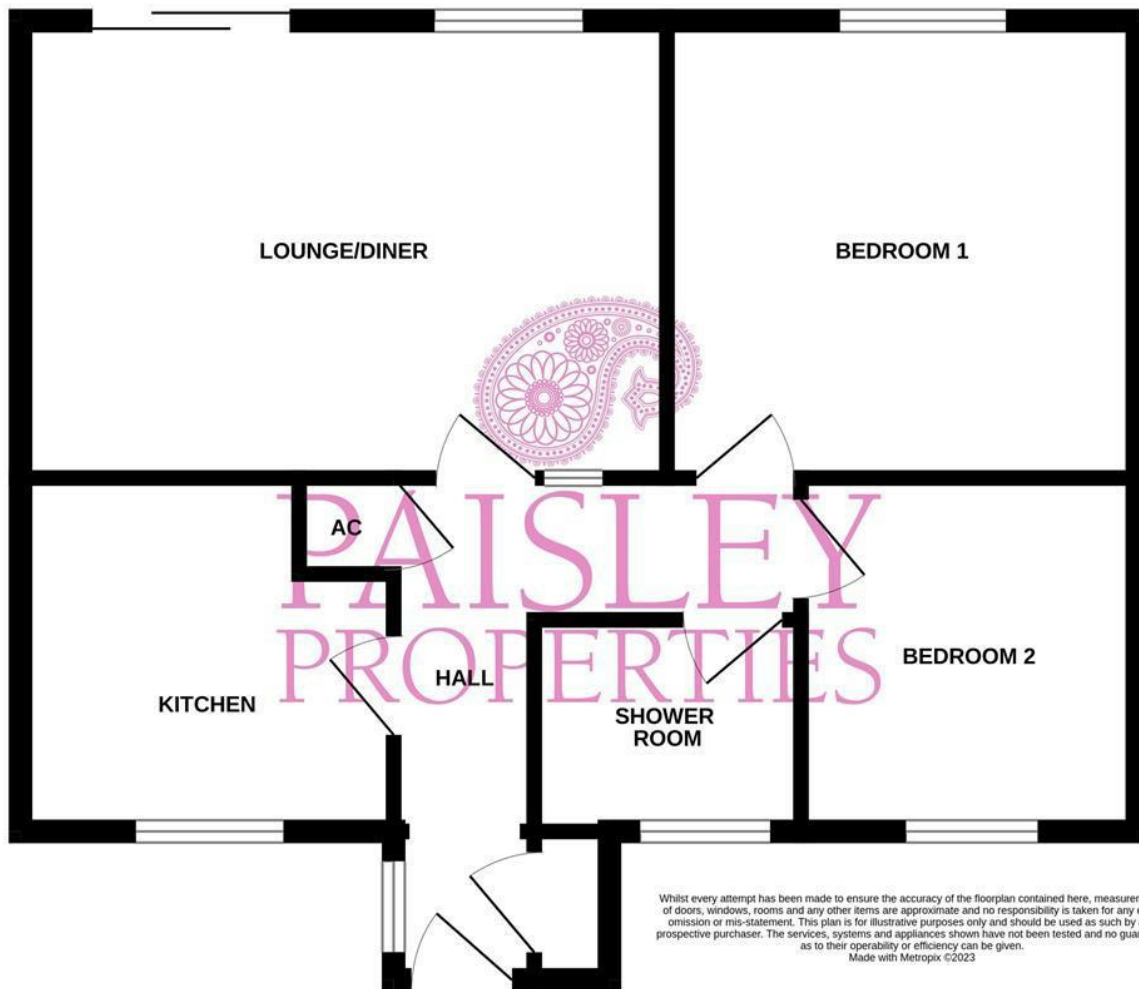 LOUNGE/DINER
BEDROOM 1
AC
PAISLEY
PROPERTIES
HALL
BEDROOM 2
KITCHEN
SHOWER
ROOM
Whilst every attempt has been made to ensure the accuracy of the floorplan contained here,
of doors, windows, rooms and any other items are approximate and no responsibility is taken for any
omission or mis-statement. This plan is for illustrative purposes only and should be used as such by
prospective purchaser. The services, systems and appliances shown have not been tested and no
as to their operability or efficiency can be given.
Made with Metropix ©2023